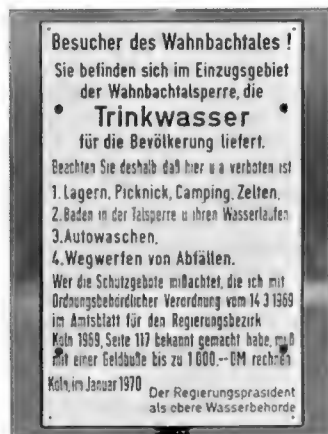 Besucher des Wahnbachtales !
Sie befinden sich im Einzugsgebiet
der Wahnbachtalsperre, die
Trinkwasser
für die Bevölkerung liefert.
Beachten Sie deshalb daß hier u a verboten ist
1. Lagern, Picknick, Camping, Zelten,
2. Baden in der Talsperre u ihren Wasserläufen
3. Autowaschen,
4. Wegwerfen von Abfällen.
Wer die Schutzgebote mißachtet, die ich mit
Ordnungsbehördlicher Verordnung vom 14 3 1969
im Amtsblatt für den Regierungsbezirk
Köln 1969, Seite 117 bekannt gemacht habe, muß
mit einer Geldbuße bis zu 1 000.-- DM rechnen
Köln, im Januar 1970
Der Regierungspräsident
als obere Wasserbehörde